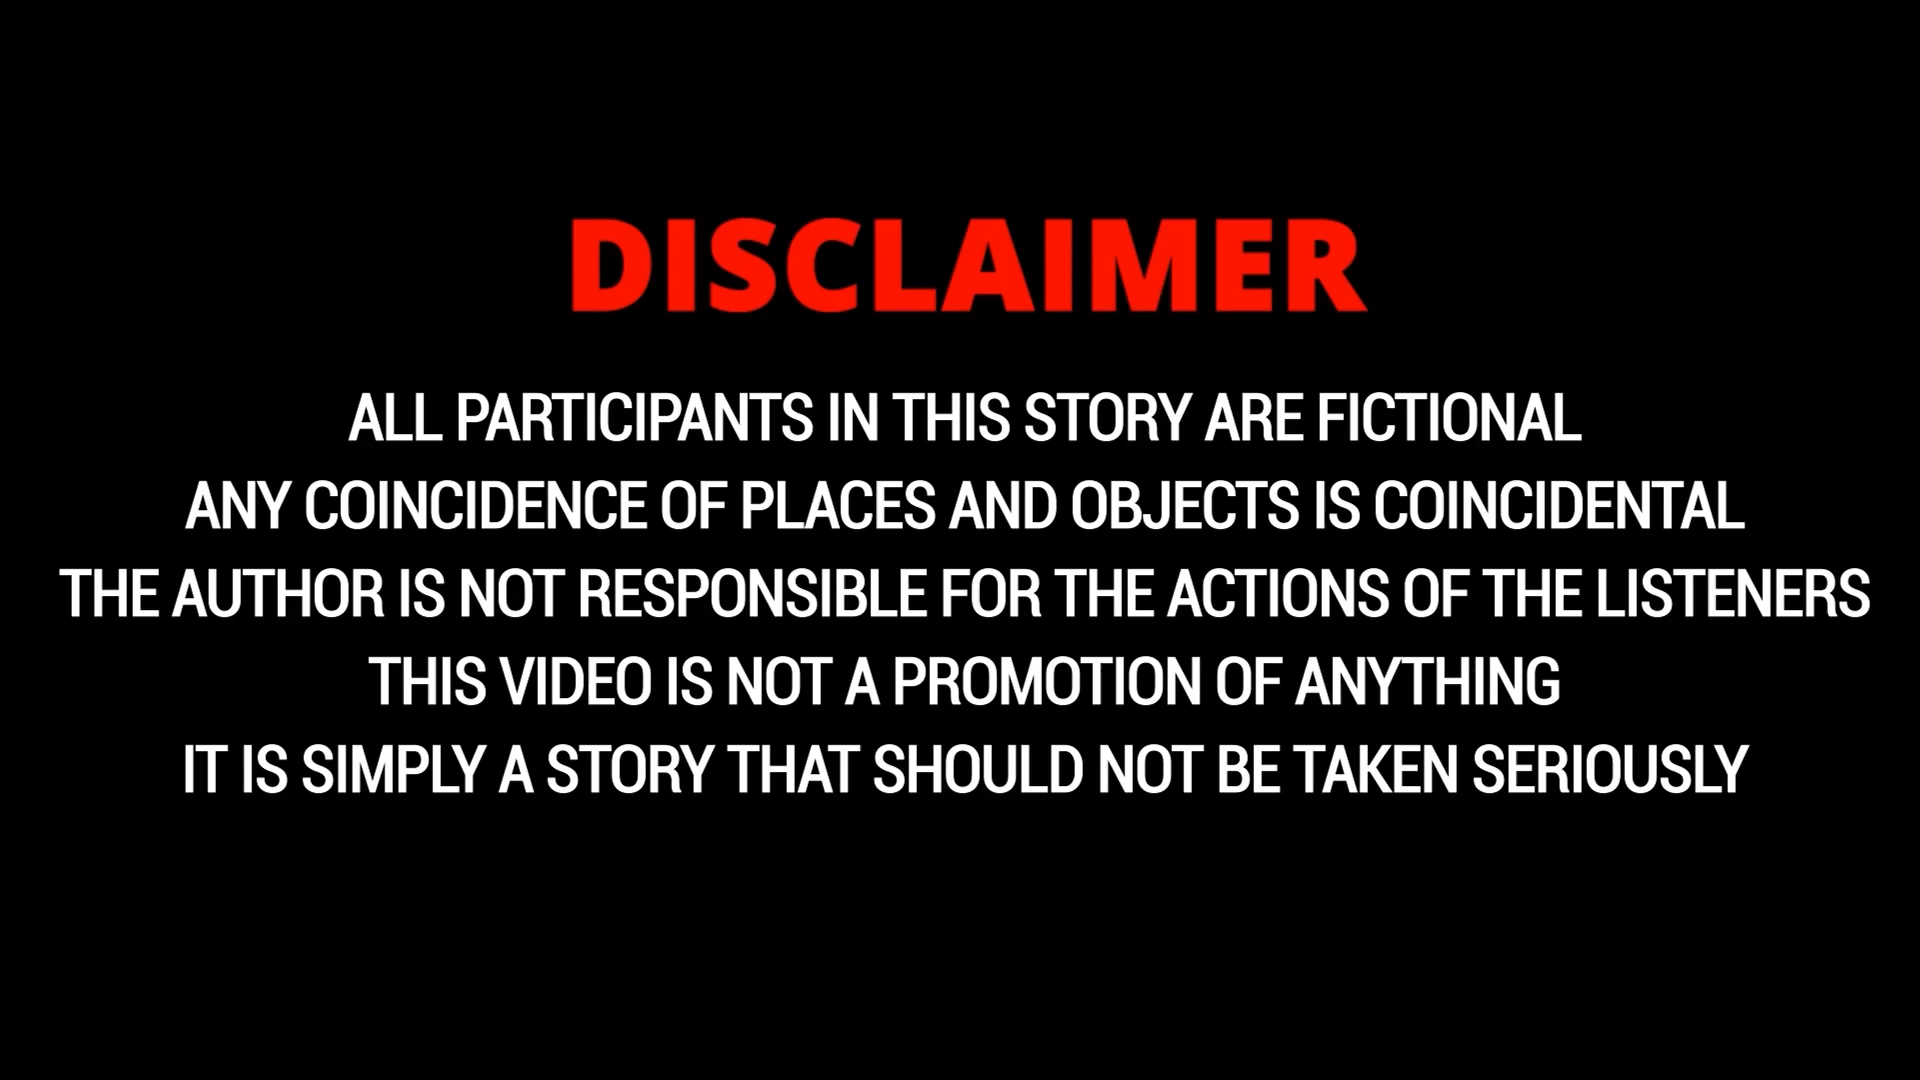 DISCLAIMER
ALL PARTICIPANTS IN THIS STORY ARE FICTIONAL
ANY COINCIDENCE OF PLACES AND OBJECTS IS COINCIDENTAL
THE AUTHOR IS NOT RESPONSIBLE FOR THE ACTIONS OF THE LISTENERS
THIS VIDEO IS NOT A PROMOTION OF ANYTHING
IT IS SIMPLY A STORY THAT SHOULD NOT BE TAKEN SERIOUSLY